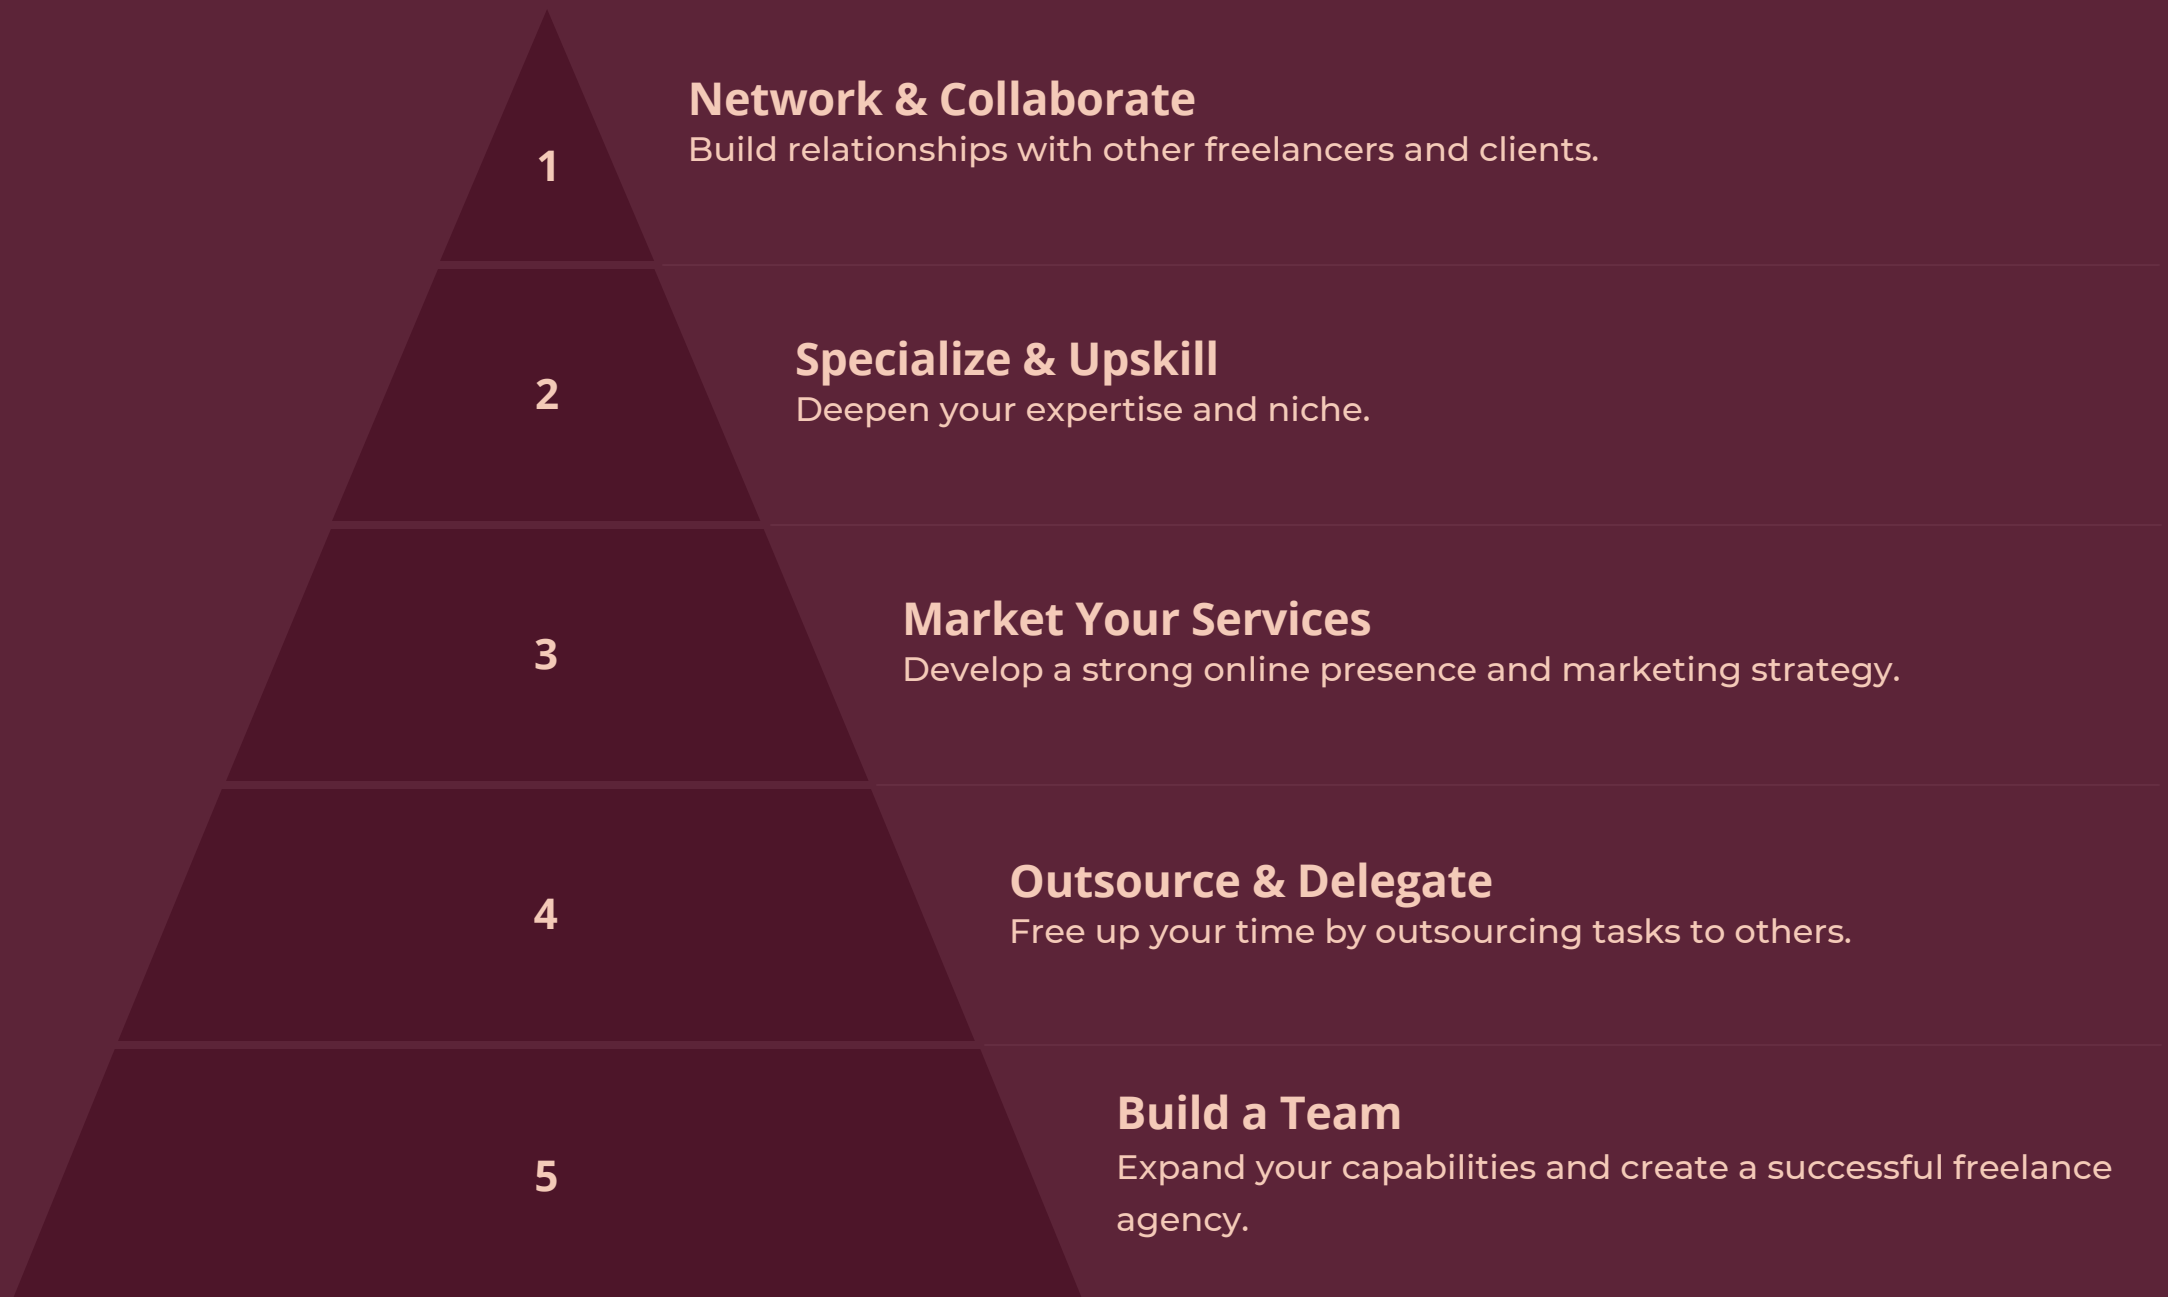 1
Network & Collaborate
Build relationships with other freelancers and clients.
2
Specialize & Upskill
Deepen your expertise and niche.
3
Market Your Services
Develop a strong online presence and marketing strategy.
4
Outsource & Delegate
Free up your time by outsourcing tasks to others.
5
Build a Team
Expand your capabilities and create a successful freelance
agency.